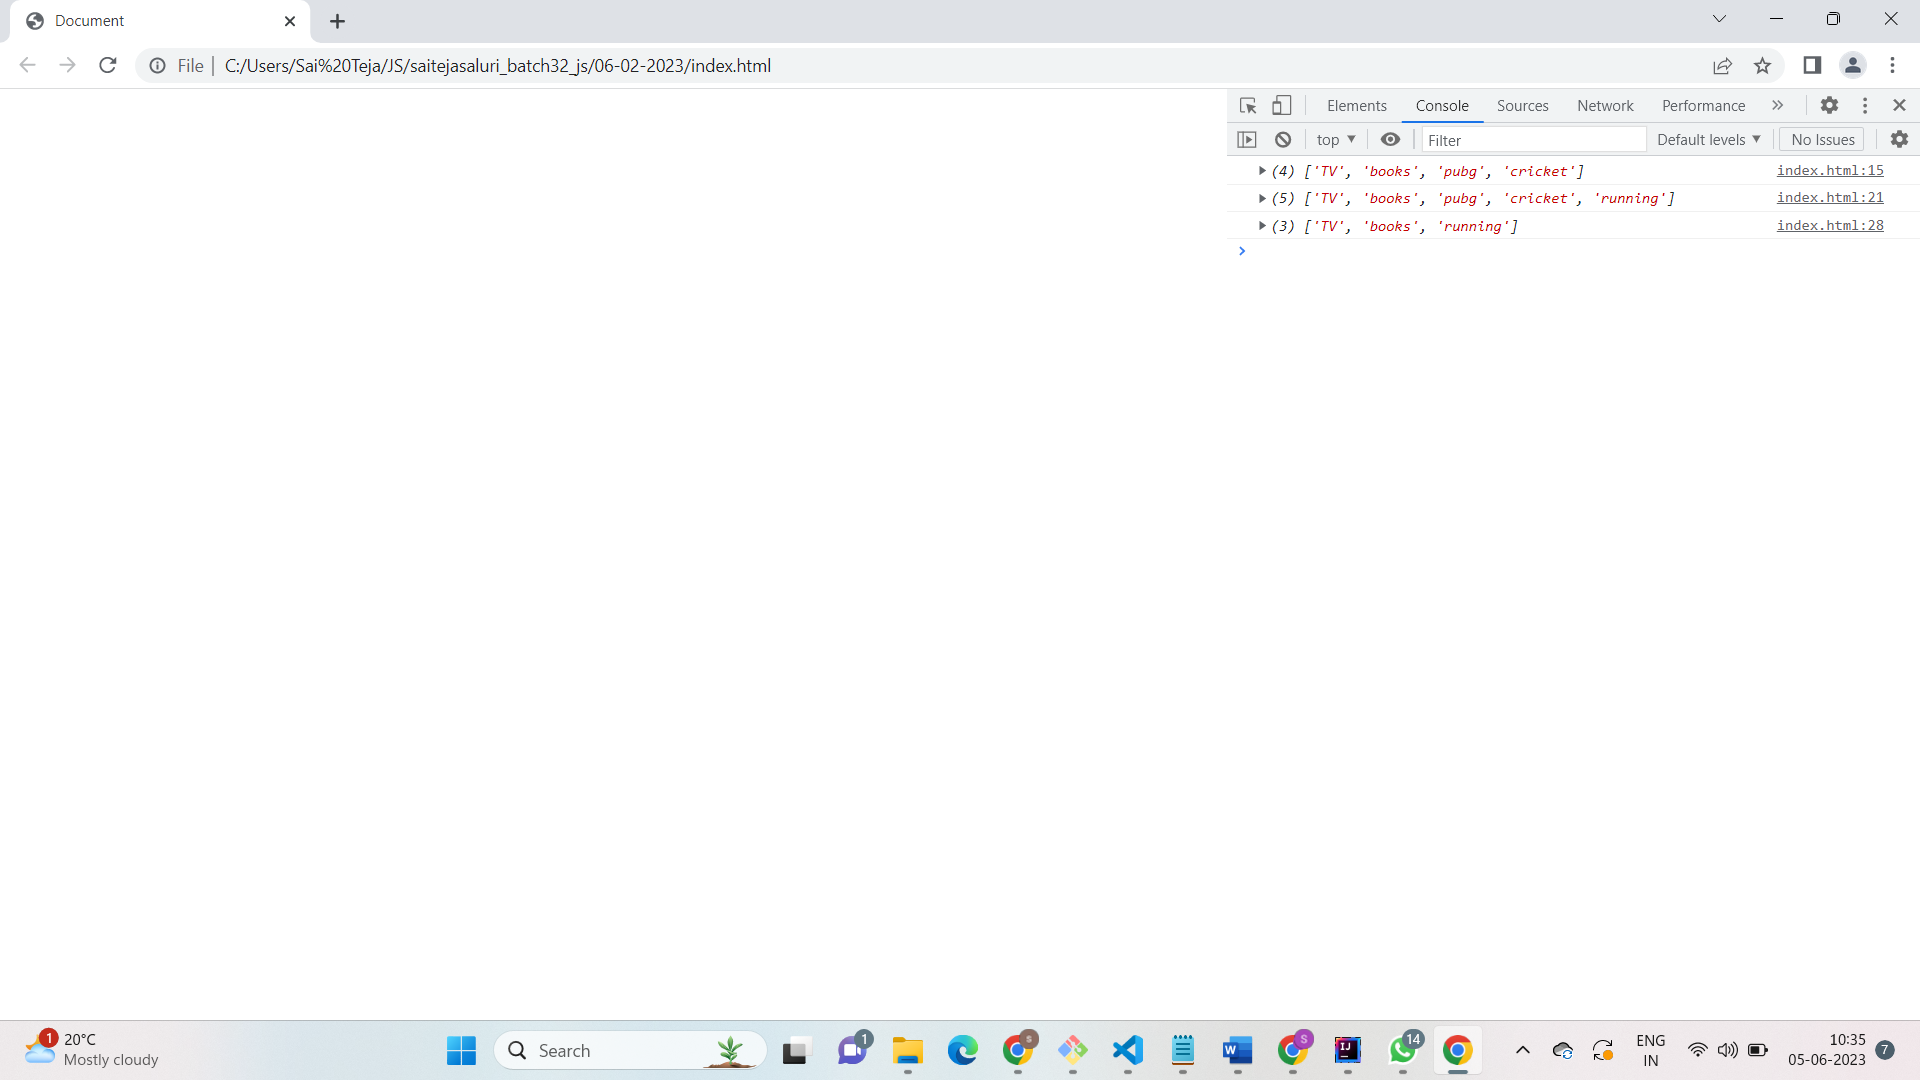 Document
File
C:/Users/Sai%20Teja/JS/saitejasaluri_batch32_js/06-02-2023/index.html
Elements Console Sources Network Performance
top Filter Default levels No Issues
(4) ['TV', 'books', 'pubg', 'cricket'] index.html:15
(5) ['TV', 'books', 'pubg', 'cricket', 'running'] index.html:21
(3) ['TV', 'books', 'running'] index.html:28
1
20°C
Mostly cloudy
Search
1
s
W
S
IJ
14
ENG
IN
10:35
05-06-2023
7